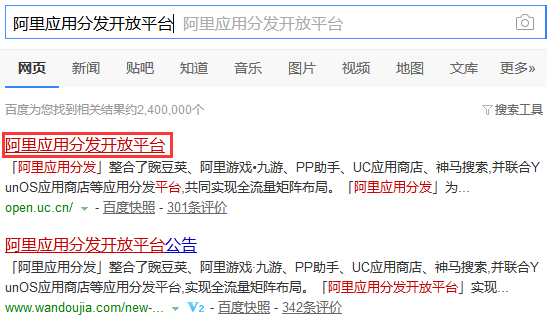 阿里应用分发开放平台 阿里应用分发开放平台
网页 新闻 贴吧 知道 音乐 图片 视频 地图 文库 更多»
百度为您找到相关结果约2,400,000个 搜索工具
阿里应用分发开放平台
「阿里应用分发」整合了豌豆荚、阿里游戏•九游、PP助手、UC应用商店、神马搜索,并联合Y
unOS应用商店等应用分发平台,共同实现全流量矩阵布局。「阿里应用分发」为...
open.uc.cn/ - 百度快照 - 301条评价
阿里应用分发开放平台公告
「阿里应用分发」整合了豌豆荚、阿里游戏·九游、PP助手、UC应用商店、神马搜索,并联合Y
unOS应用商店等应用分发平台,实现全流量矩阵布局。「阿里应用分发开放平台」实现...
www.wandoujia.com/new-... V2 - 百度快照 - 342条评价